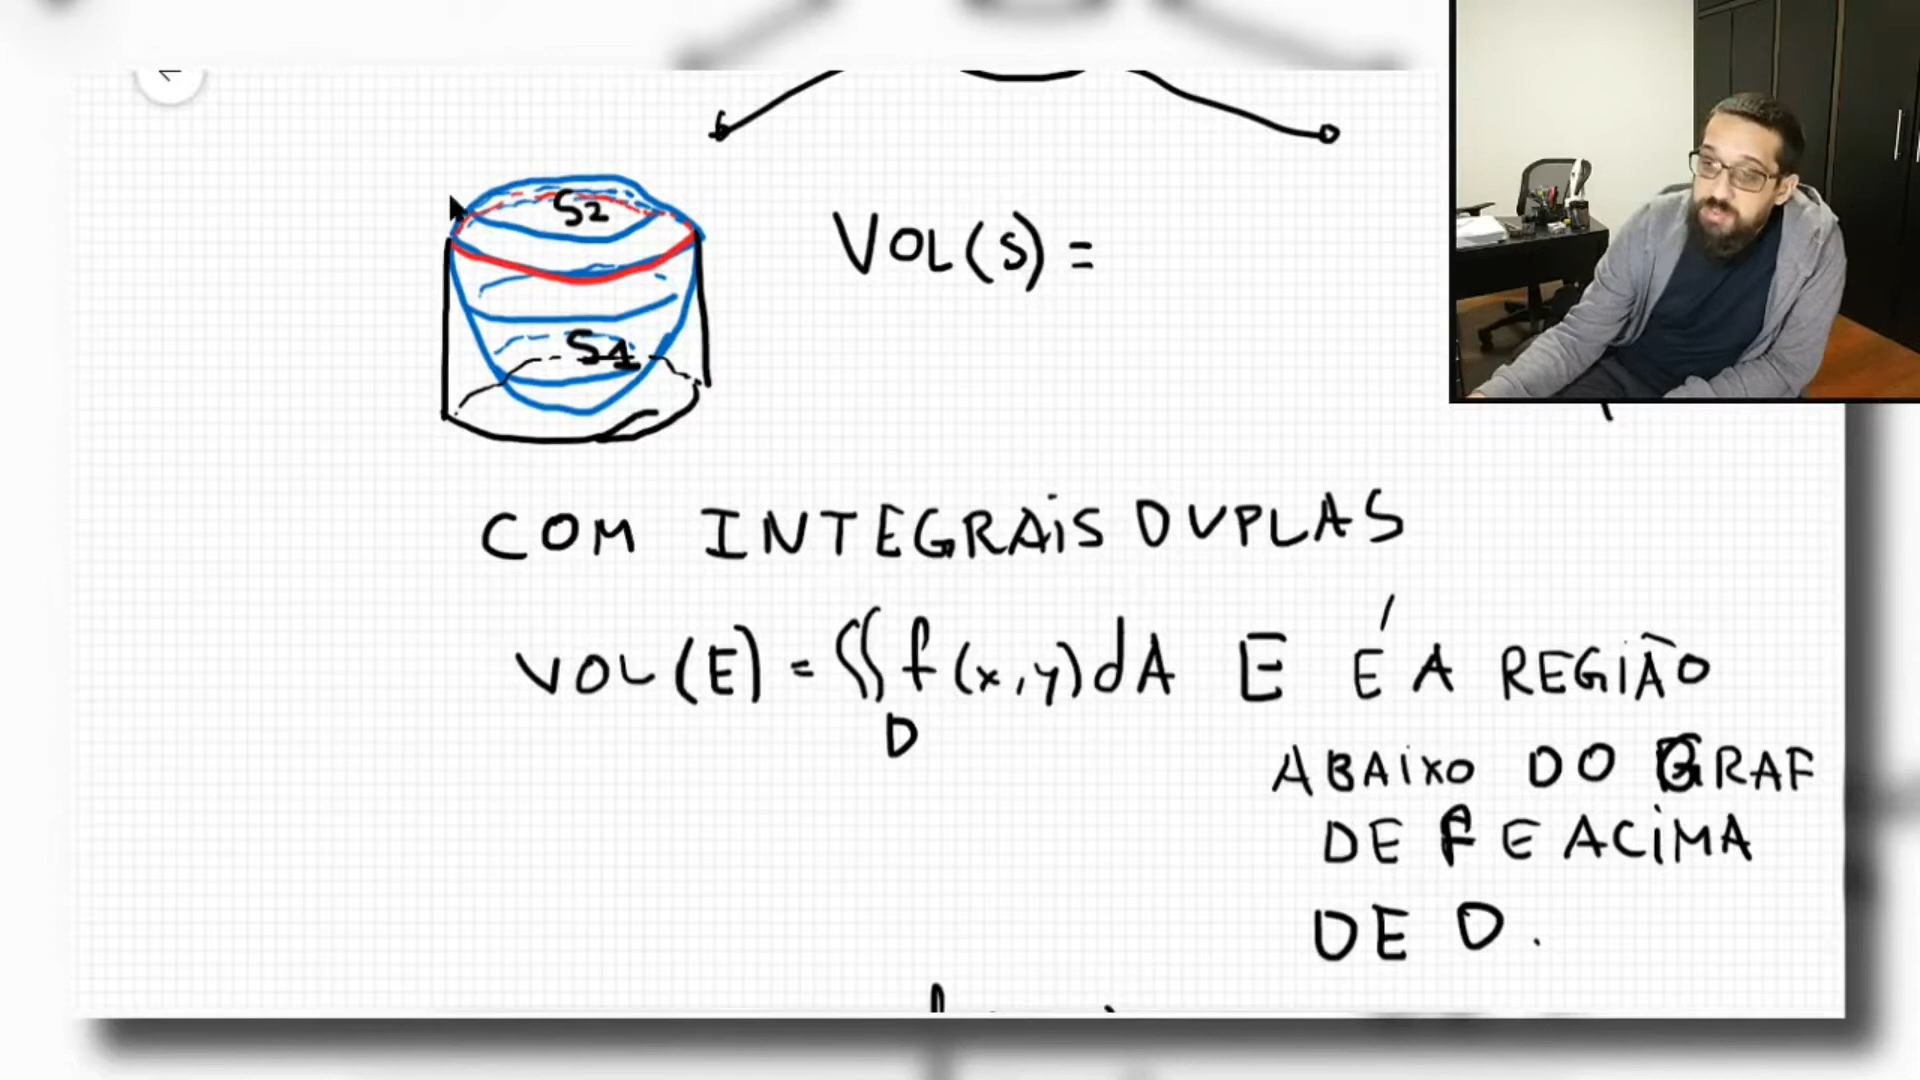 S2
VOL(S) =
S1
COM INTEGRAIS DUPLAS
VOL(E) = ∬ f(x,y)dA E É A REGIÃO
D
ABAIXO DO GRAF
DE F E ACIMA
DE D.